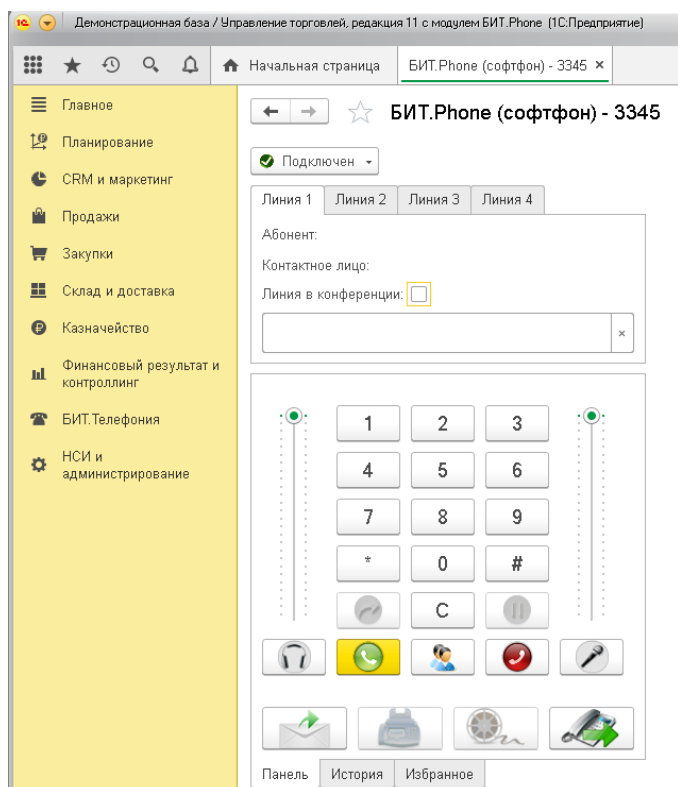 1С Демонстрационная база / Управление торговлей, редакция 11 с модулем БИТ.Phone (1С:Предприятие)
Начальная страница
БИТ.Phone (софтфон) - 3345 ×
Главное
Планирование
CRM и маркетинг
Продажи
Закупки
Склад и доставка
Казначейство
Финансовый результат и
контроллинг
БИТ.Телефония
НСИ и
администрирование
БИТ.Phone (софтфон) - 3345
Подключен
Линия 1 Линия 2 Линия 3 Линия 4
Абонент:
Контактное лицо:
Линия в конференции:
×
1 2 3
4 5 6
7 8 9
* 0 #
C
Панель История Избранное